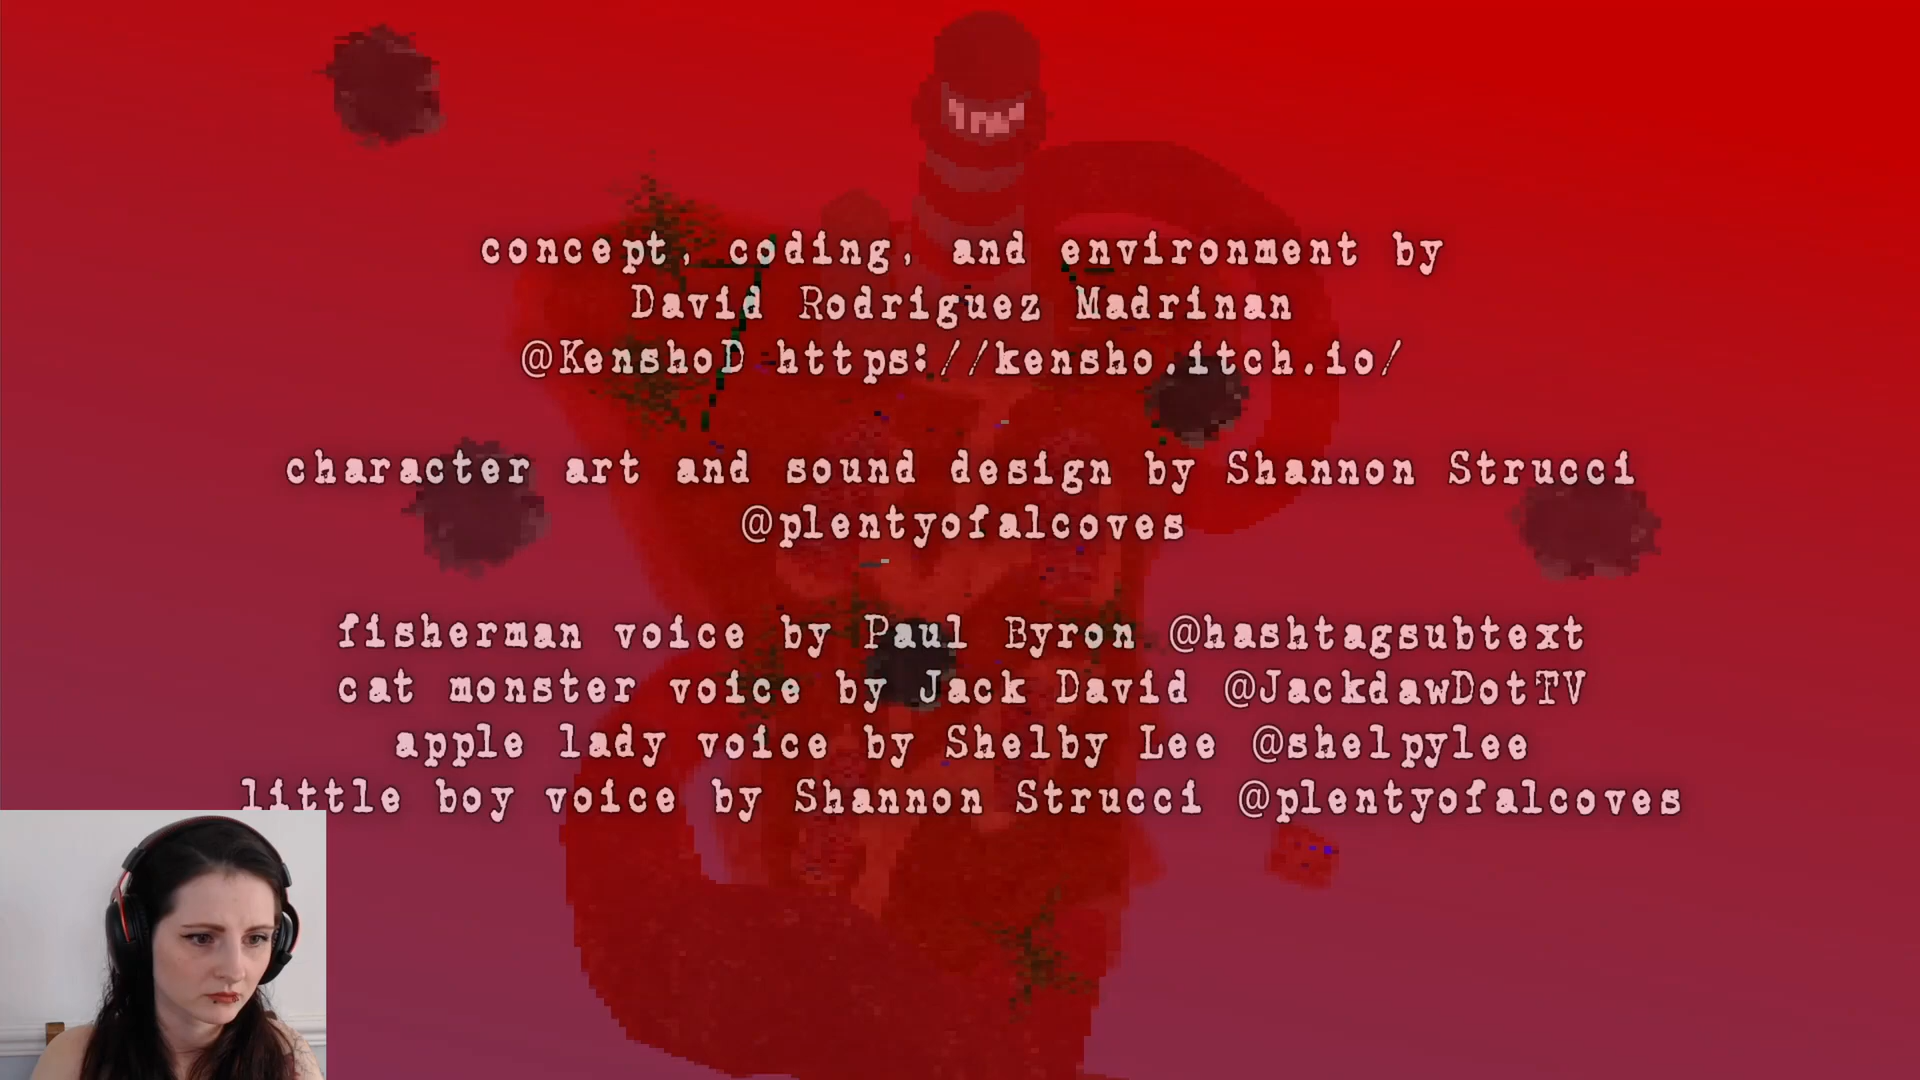 concept, coding, and environment by
David Rodriguez Madrinan
@KenshoD https://kensho.itch.io/
character art and sound design by Shannon Strucci
@plentyofalcoves
fisherman voice by Paul Byron @hashtagsubtext
cat monster voice by Jack David @JackdawDotTV
apple lady voice by Shelby Lee @shelpylee
little boy voice by Shannon Strucci @plentyofalcoves